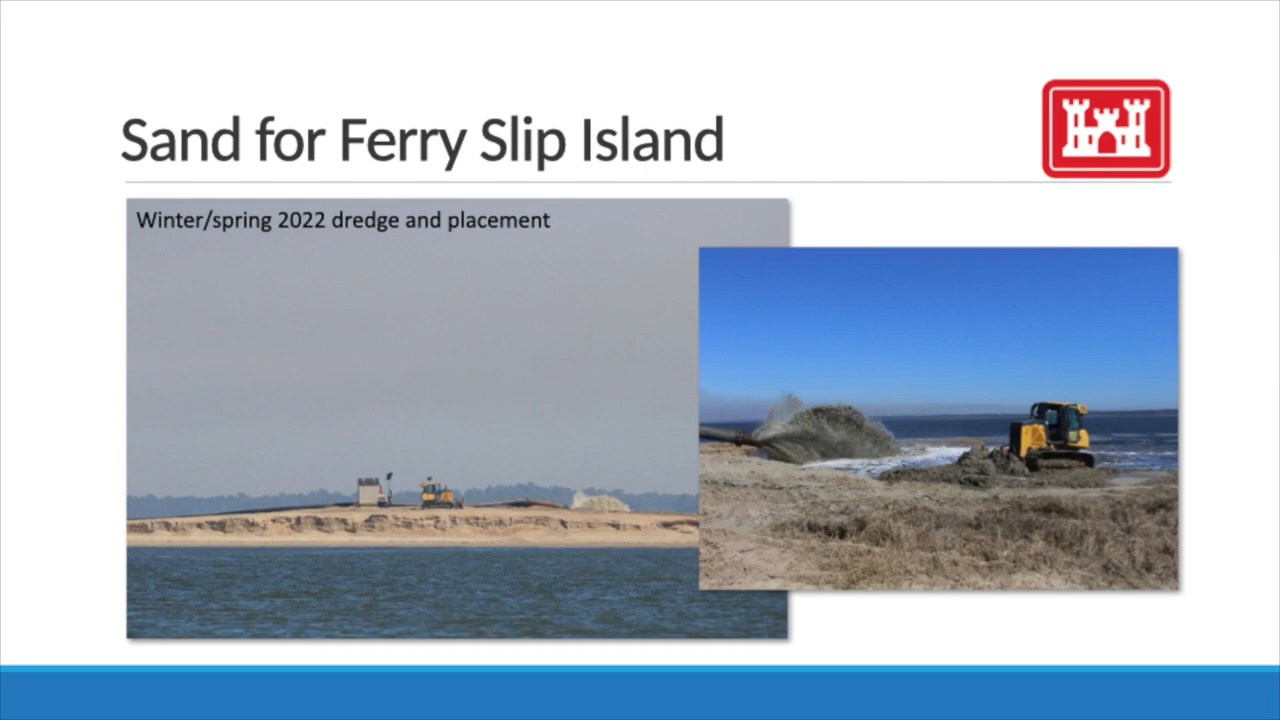 Sand for Ferry Slip Island
Winter/spring 2022 dredge and placement